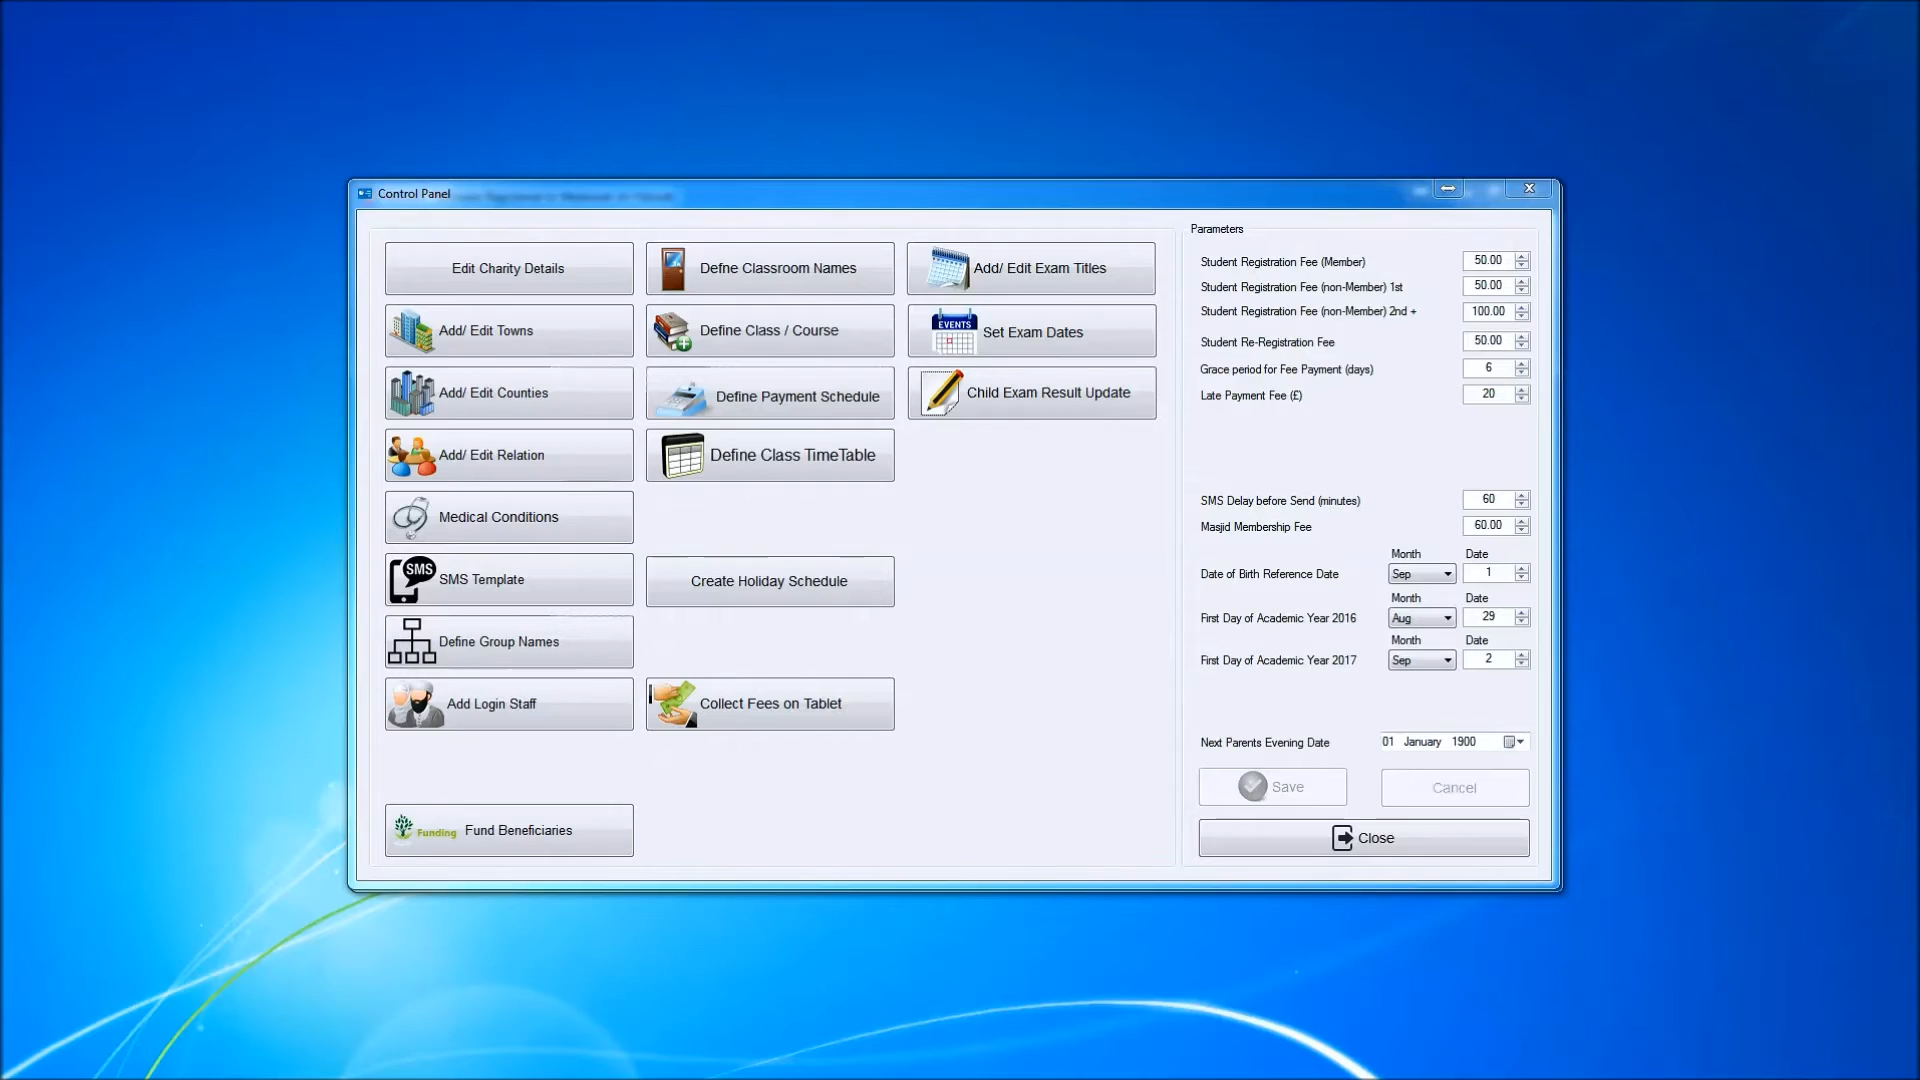 Control Panel
Edit Charity Details
Add/ Edit Towns
Add/ Edit Counties
Add/ Edit Relation
Medical Conditions
SMS
SMS Template
Define Group Names
Add Login Staff
Funding
Fund Beneficiaries
Defne Classroom Names
Define Class / Course
Define Payment Schedule
Define Class TimeTable
Create Holiday Schedule
Collect Fees on Tablet
Add/ Edit Exam Titles
EVENTS
Set Exam Dates
Child Exam Result Update
Parameters
Student Registration Fee (Member) 50.00
Student Registration Fee (non-Member) 1st 50.00
Student Registration Fee (non-Member) 2nd + 100.00
Student Re-Registration Fee 50.00
Grace period for Fee Payment (days) 6
Late Payment Fee (£) 20
SMS Delay before Send (minutes) 60
Masjid Membership Fee 60.00
Month Date
Date of Birth Reference Date Sep 1
Month Date
First Day of Academic Year 2016 Aug 29
Month Date
First Day of Academic Year 2017 Sep 2
Next Parents Evening Date 01 January 1900
Save Cancel
Close